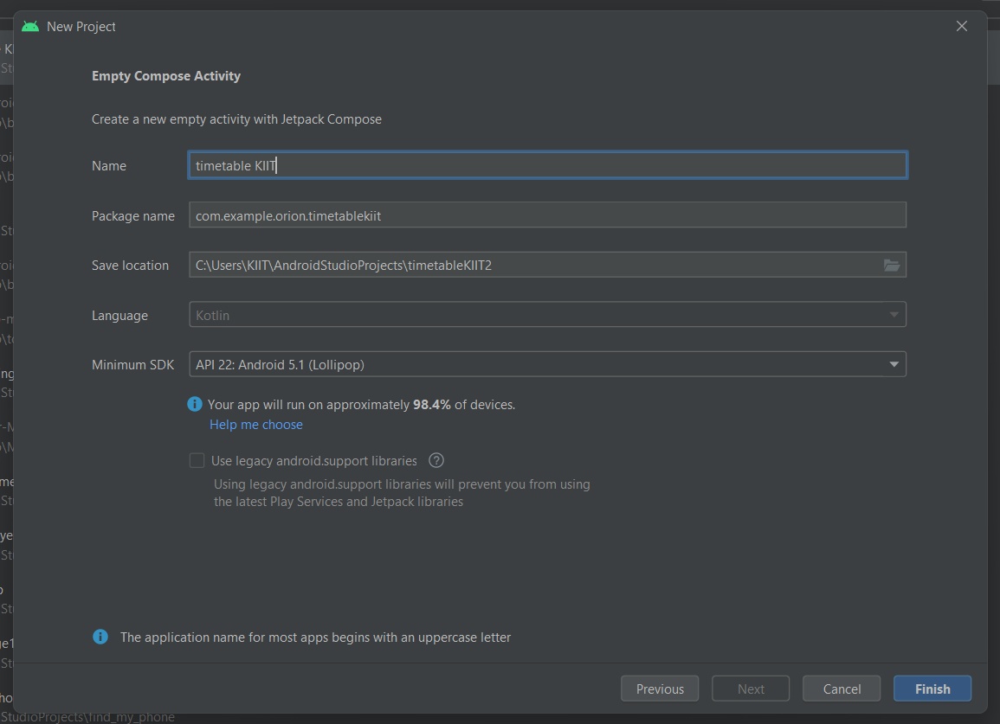 New Project
Empty Compose Activity
Create a new empty activity with Jetpack Compose
Name
timetable KIIT
Package name
com.example.orion.timetablekiit
Save location
C:\Users\KIIT\AndroidStudioProjects\timetableKIIT2
Language
Kotlin
Minimum SDK
API 22: Android 5.1 (Lollipop)
Your app will run on approximately 98.4% of devices.
Help me choose
Use legacy android.support libraries
Using legacy android.support libraries will prevent you from using
the latest Play Services and Jetpack libraries
The application name for most apps begins with an uppercase letter
Previous
Next
Cancel
Finish
StudioProjects\find_my_phone